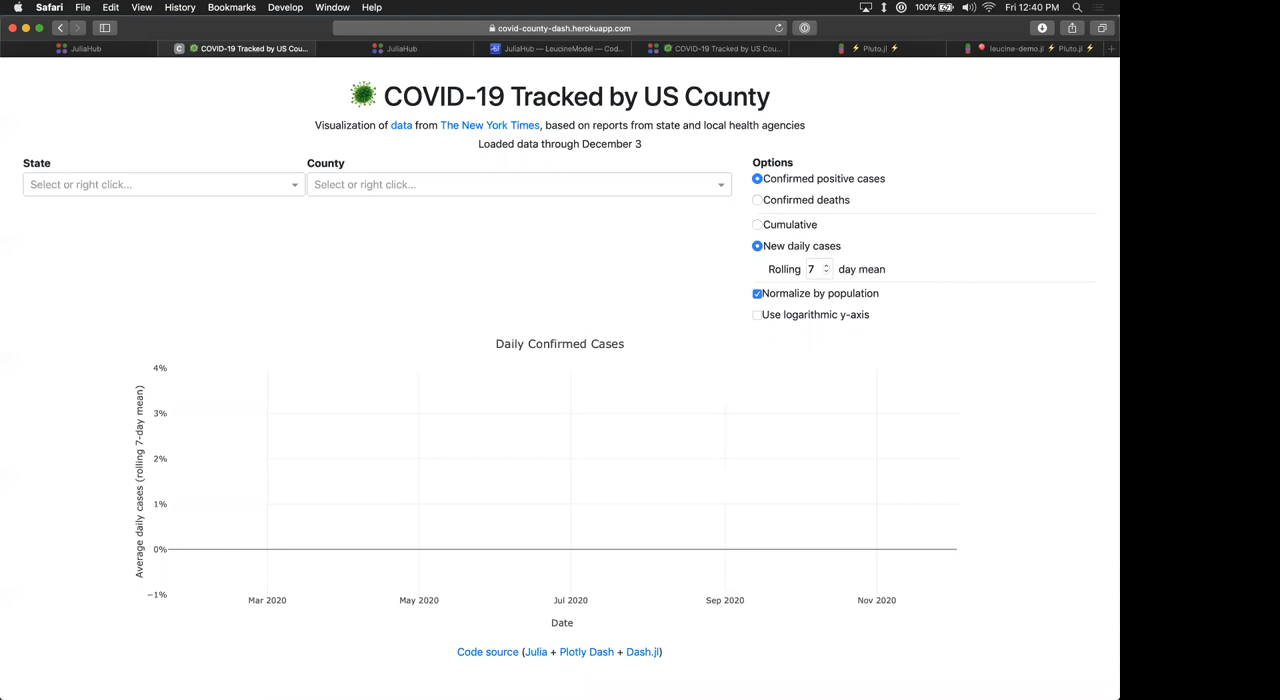 Safari File Edit View History Bookmarks Develop Window Help 100% Fri 12:40 PM
covid-county-dash.herokuapp.com
JuliaHub C COVID-19 Tracked by US Cou... JuliaHub JuliaHub — LeucineModel — Cod... COVID-19 Tracked by US Cou... Pluto.jl leucine-demo.jl Pluto.jl
COVID-19 Tracked by US County
Visualization of data from The New York Times, based on reports from state and local health agencies
Loaded data through December 3
State
Select or right click...
County
Select or right click...
Options
Confirmed positive cases
Confirmed deaths
Cumulative
New daily cases
Rolling 7 day mean
Normalize by population
Use logarithmic y-axis
Daily Confirmed Cases
Average daily cases (rolling 7-day mean)
4%
3%
2%
1%
0%
−1%
Mar 2020 May 2020 Jul 2020 Sep 2020 Nov 2020
Date
Code source (Julia + Plotly Dash + Dash.jl)